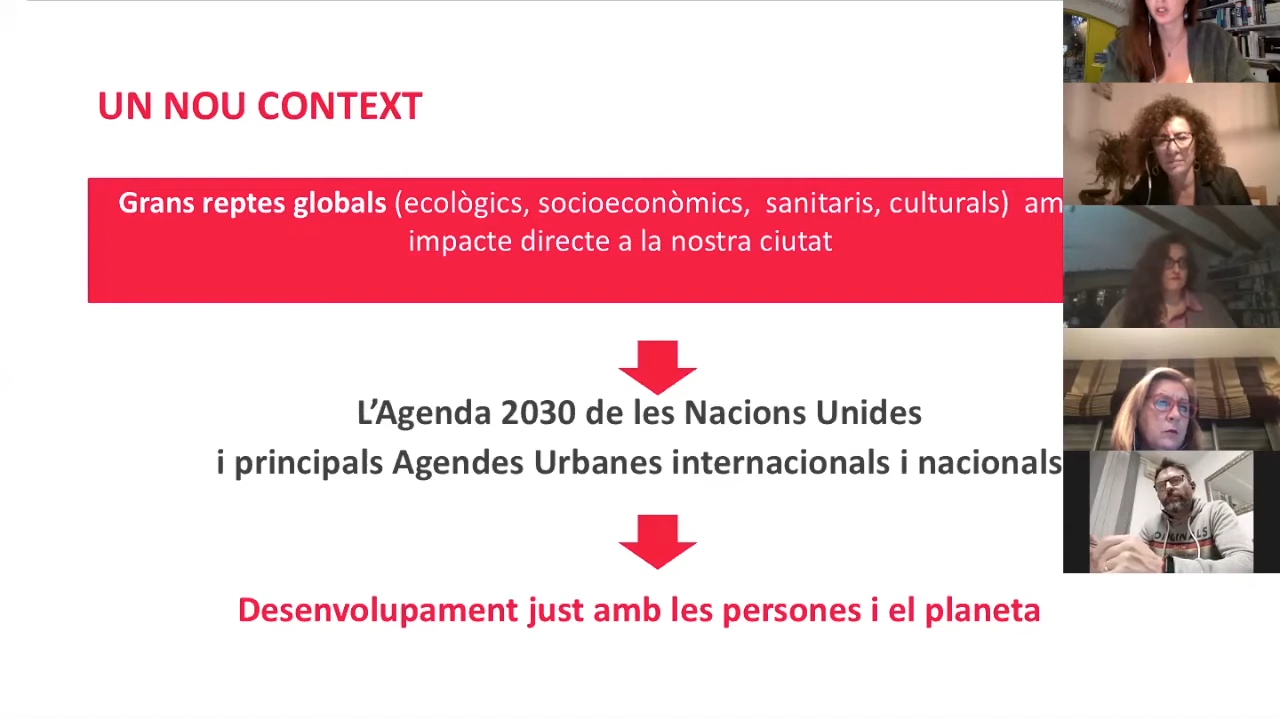 UN NOU CONTEXT
Grans reptes globals (ecològics, socioeconòmics, sanitaris, culturals) am
impacte directe a la nostra ciutat
L'Agenda 2030 de les Nacions Unides
i principals Agendes Urbanes internacionals i nacionals
Desenvolupament just amb les persones i el planeta
ORIGINALS